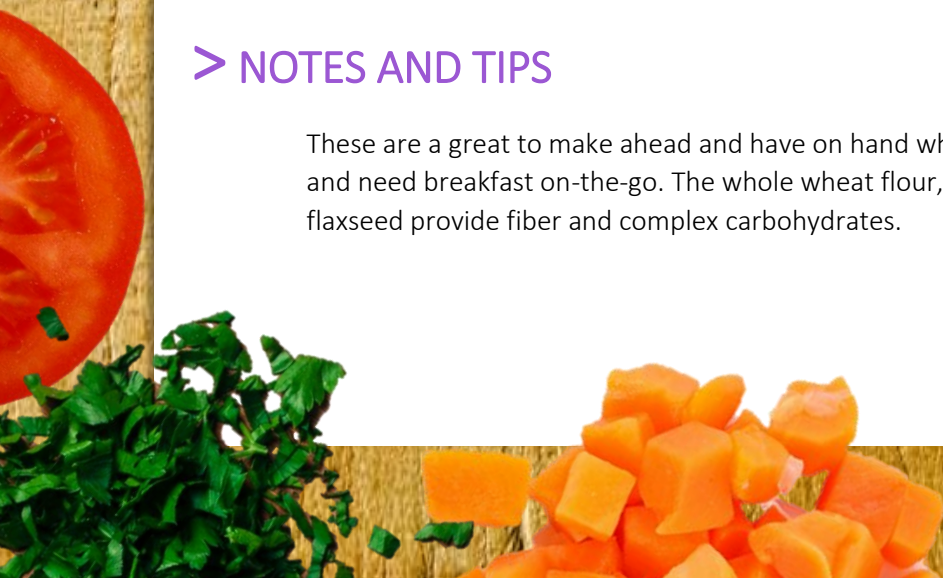 > NOTES AND TIPS
These are a great to make ahead and have on hand
and need breakfast on-the-go. The whole wheat flour,
flaxseed provide fiber and complex carbohydrates.